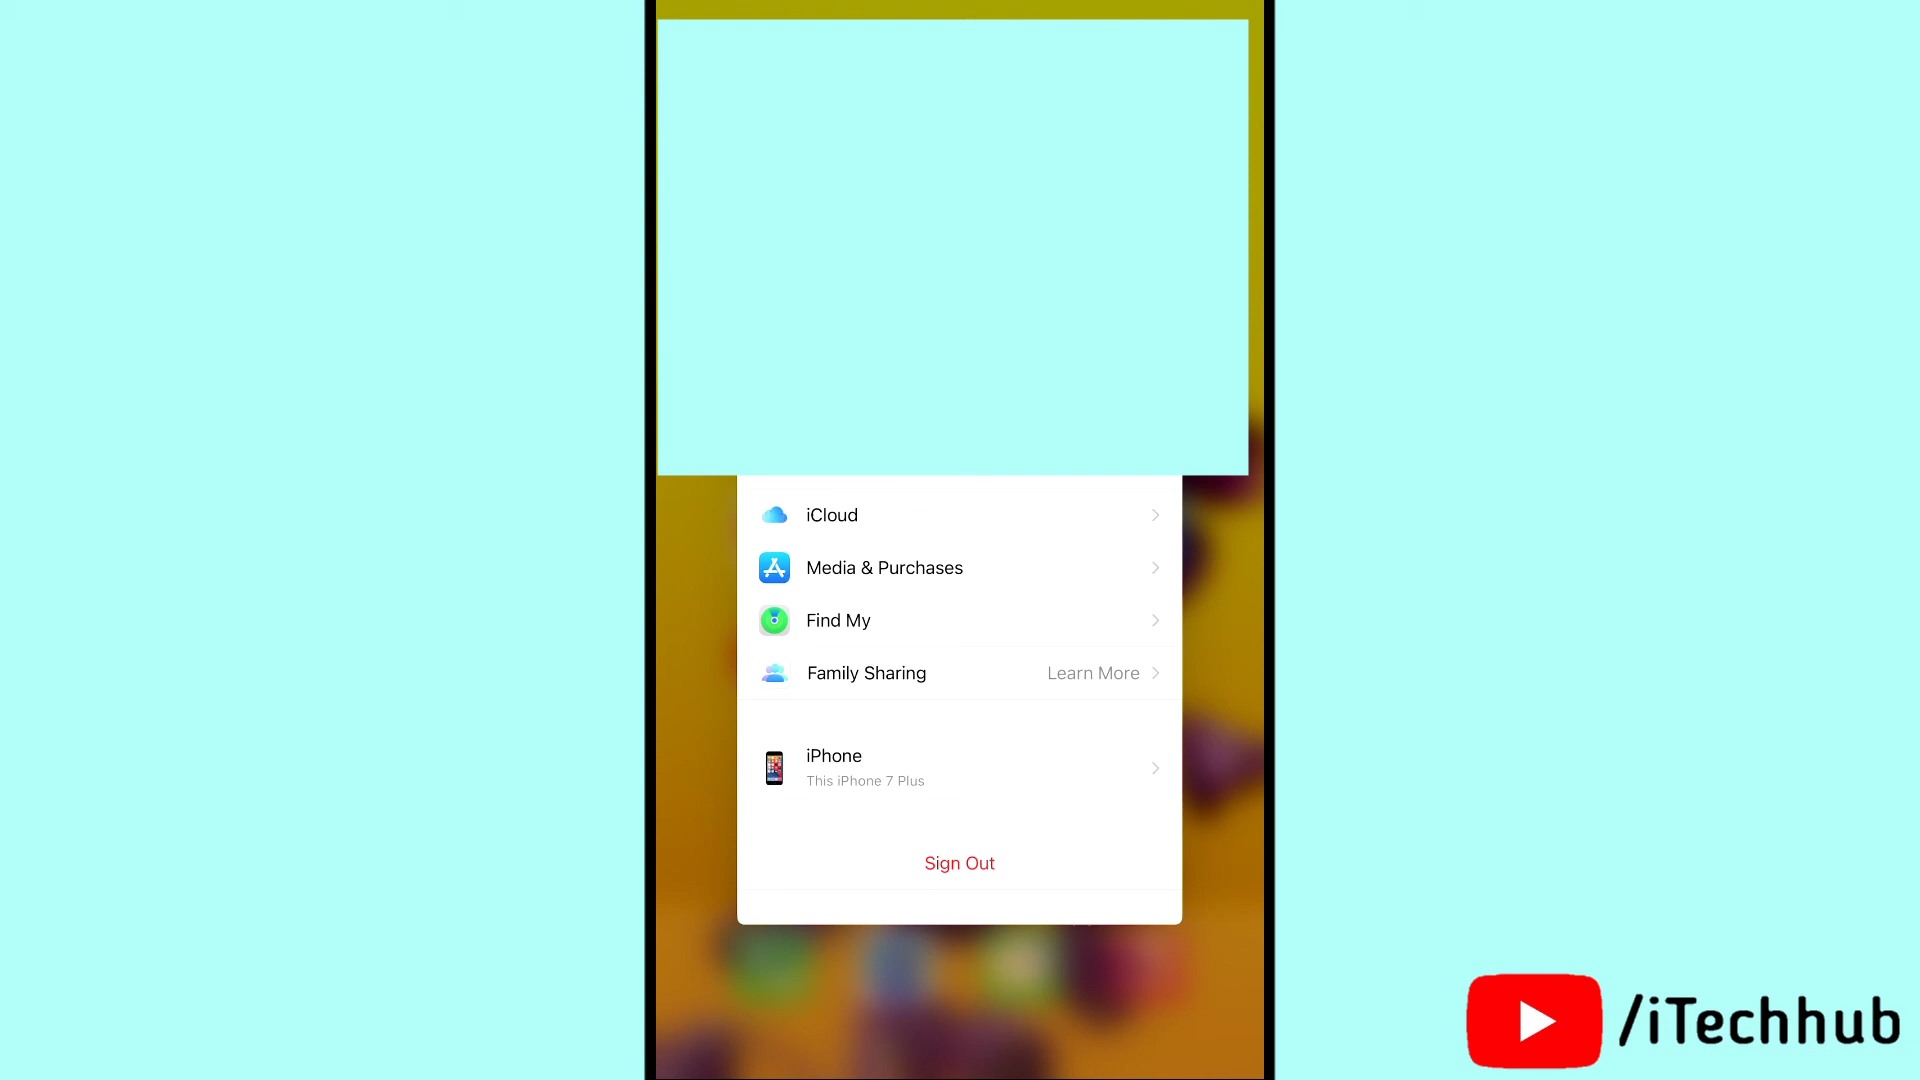 iCloud
Media & Purchases
Find My
Family Sharing Learn More
iPhone
This iPhone 7 Plus
Sign Out
/iTechhub